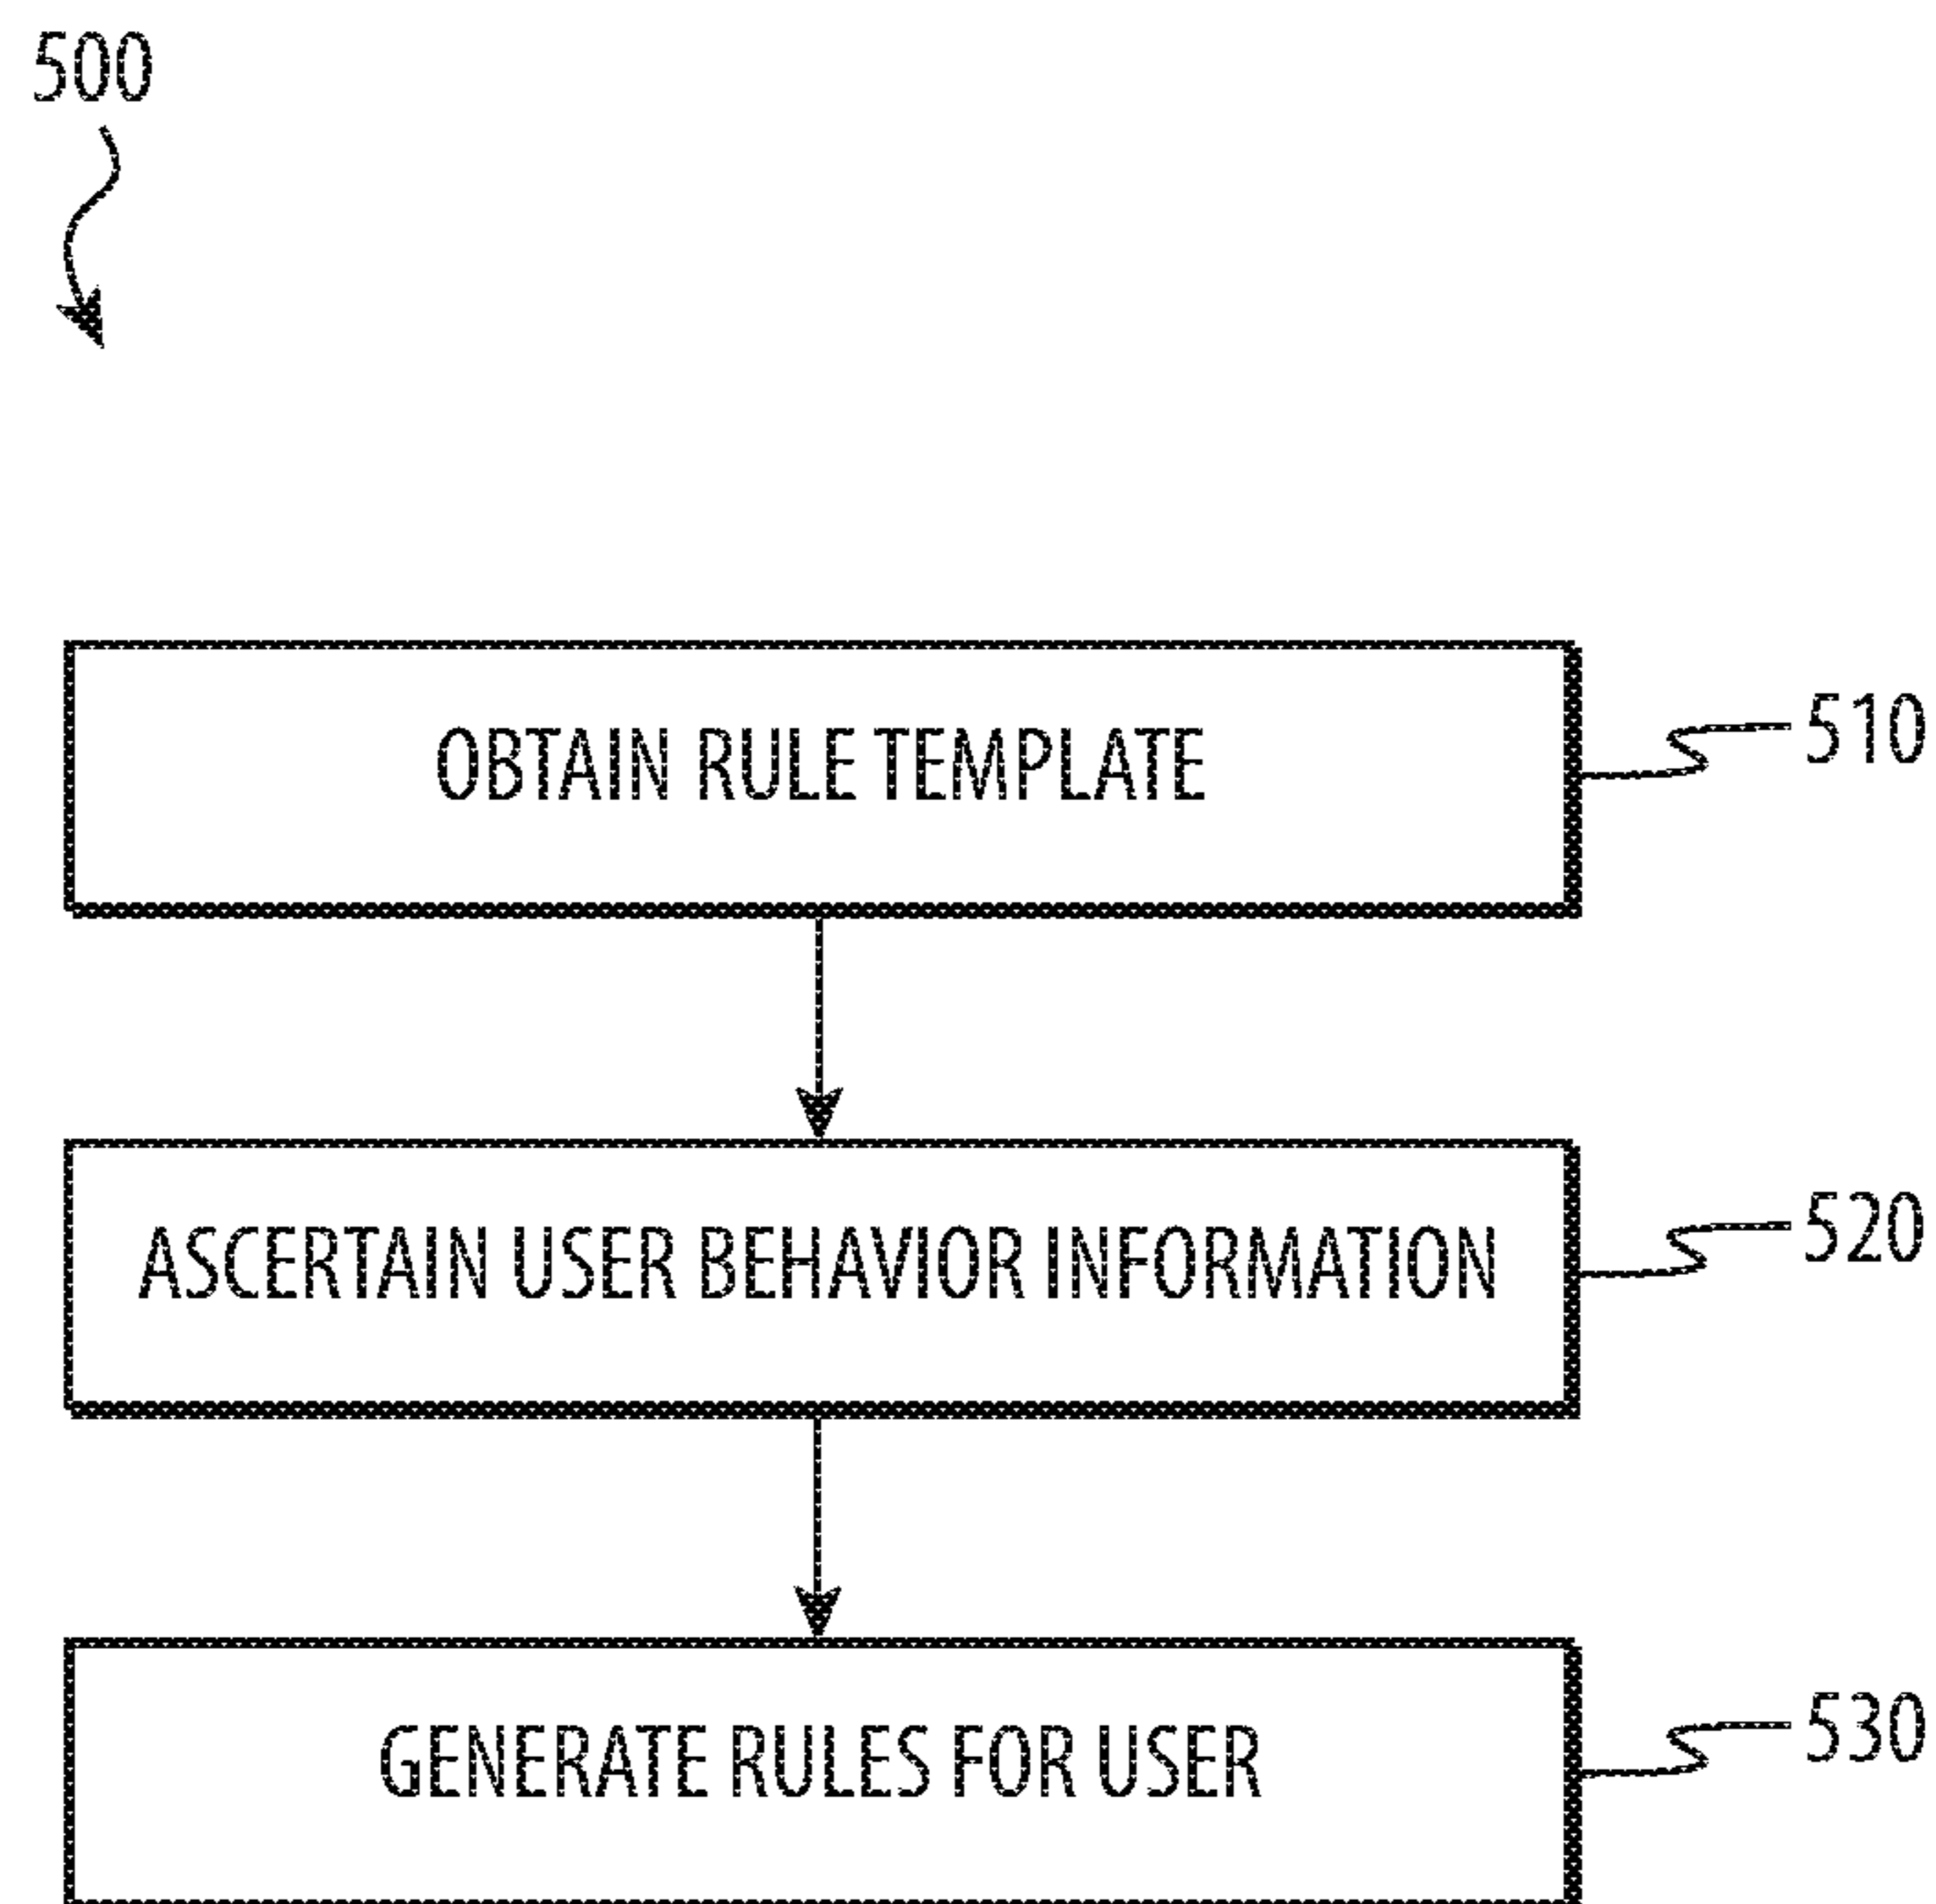 500
OBTAIN RULE TEMPLATE
510
ASCERTAIN USER BEHAVIOR INFORMATION
520
GENERATE RULES FOR USER
530